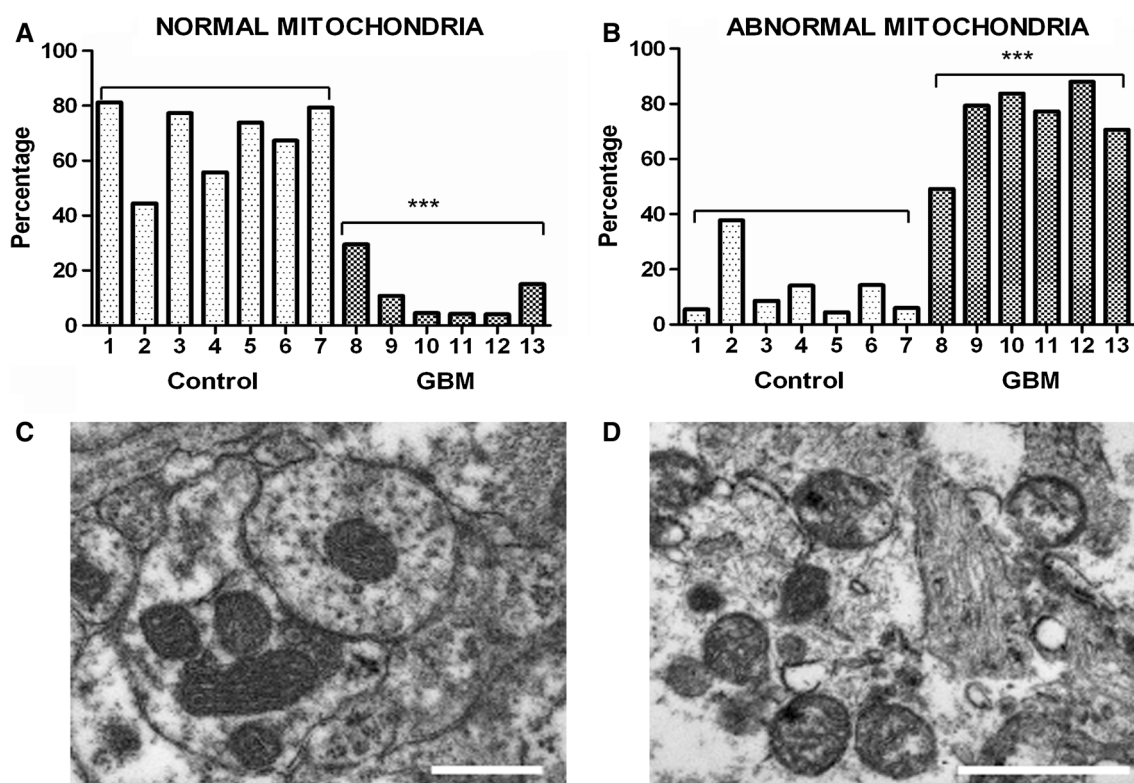 A
NORMAL MITOCHONDRIA
100
80
60
40
20
0
Percentage
***
1 2 3 4 5 6 7 8 9 10 11 12 13
Control GBM
B
ABNORMAL MITOCHONDRIA
100
80
60
40
20
0
Percentage
***
1 2 3 4 5 6 7 8 9 10 11 12 13
Control GBM
C
D